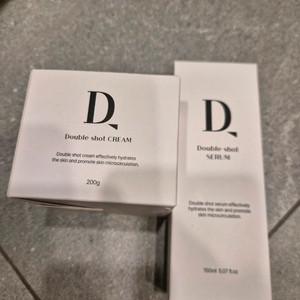 D
Double shot CREAM
Double shot cream effectively hydrates
the skin and promote skin microcirculation.
200g
D
Double shot
SERUM
Double shot serum effectively
hydrates the skin and promote
skin microcirculation.
150ml 5.07 fl.oz